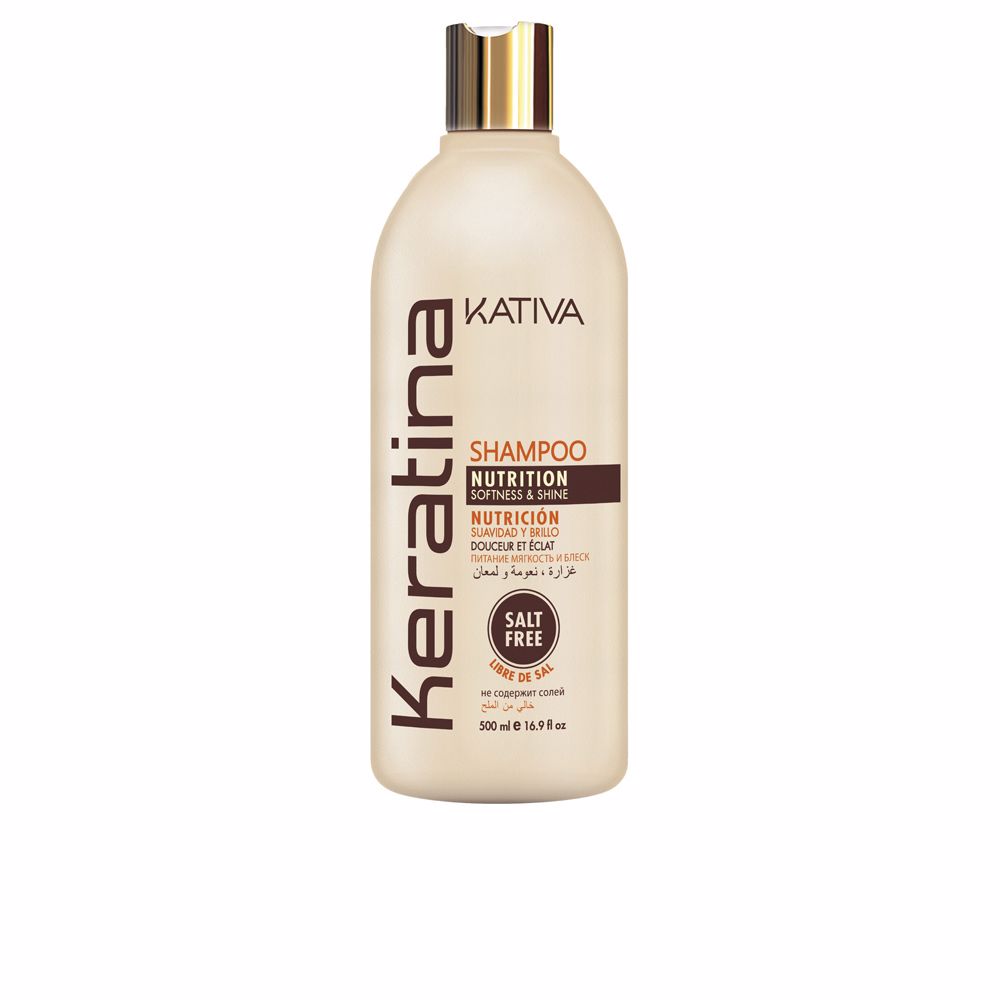 Keratina
KATIVA
SHAMPOO
NUTRITION
SOFTNESS & SHINE
NUTRICIÓN
SUAVIDAD Y BRILLO
DOUCEUR ET ÉCLAT
ПИТАНИЕ МЯГКОСТЬ И БЛЕСК
غزارة ، نعومة و لمعان
SALT
FREE
LIBRE DE SAL
не содержит солей
خالي من الملح
500 ml e 16.9 fl oz